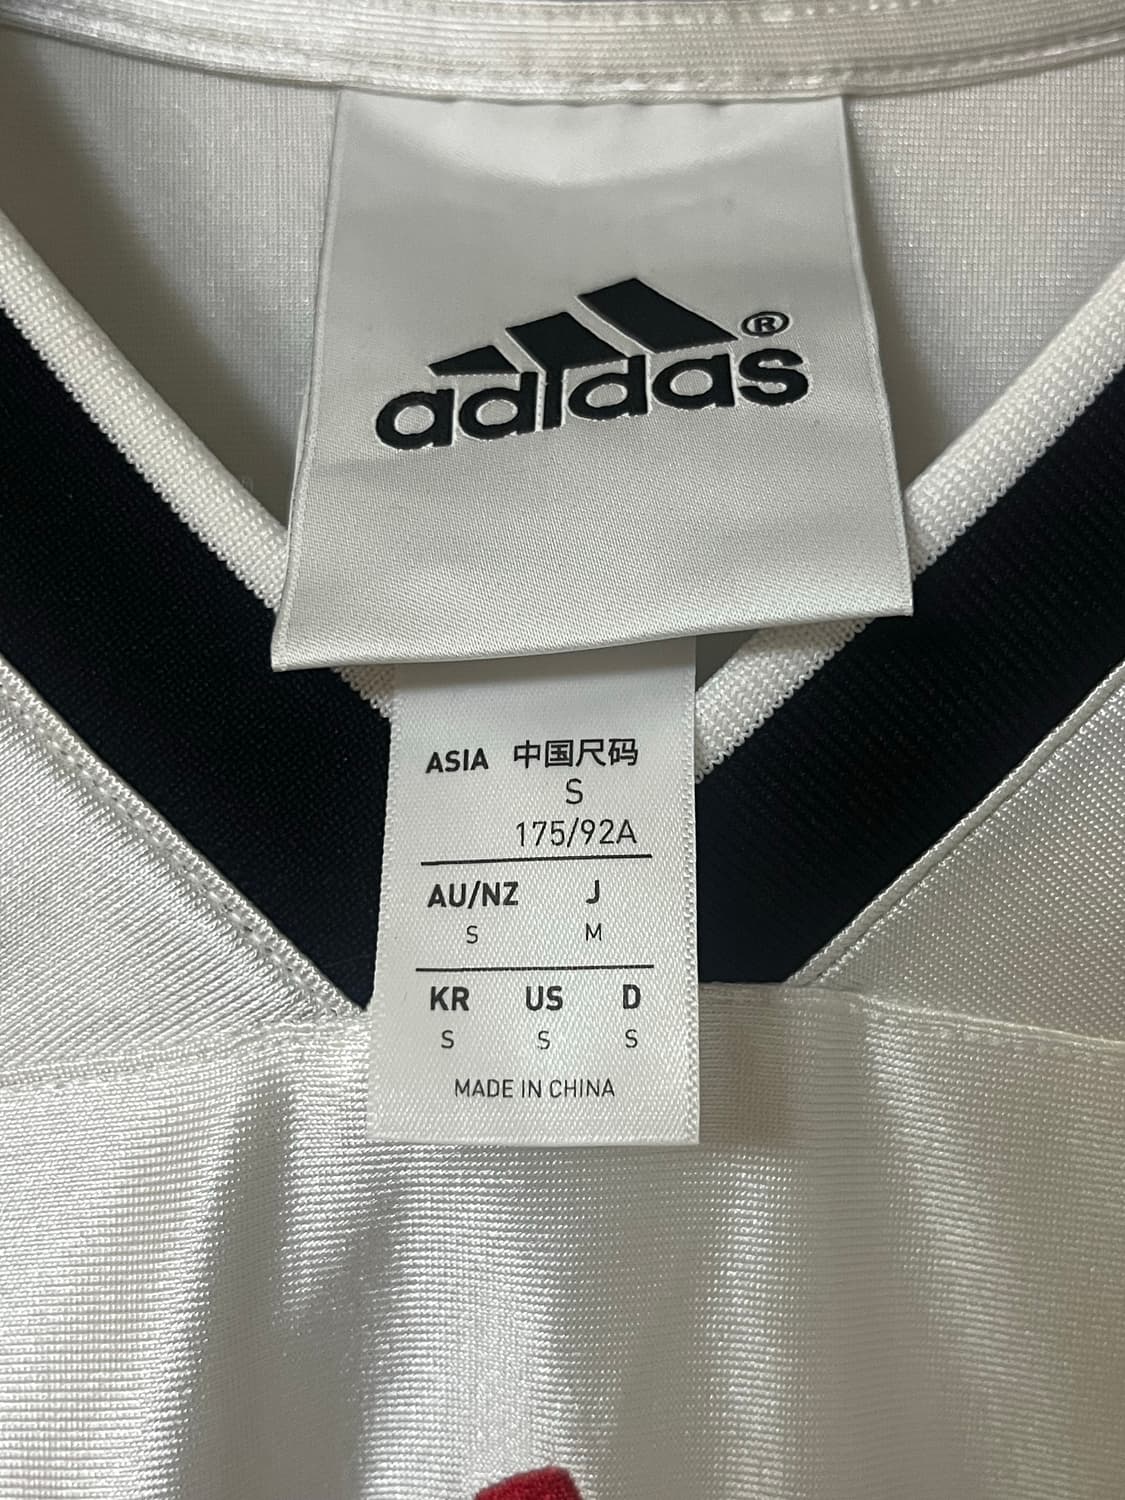 adidas®
ASIA 中国尺码
S
175/92A
AU/NZ J
S M
KR US D
S S S
MADE IN CHINA